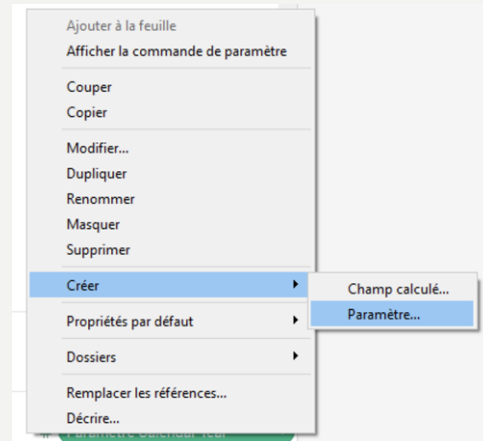 Ajouter à la feuille
Afficher la commande de paramètre
Couper
Copier
Modifier...
Dupliquer
Renommer
Masquer
Supprimer
Créer
Champ calculé...
Paramètre...
Propriétés par défaut
Dossiers
Remplacer les références...
Décrire...